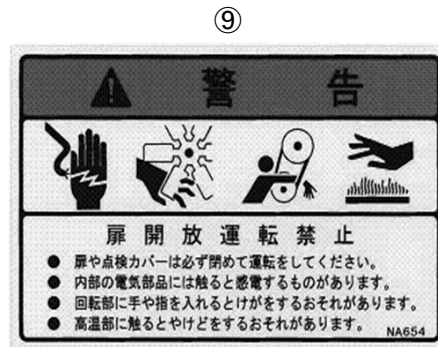 ⑨
警告
扉開放運転禁止
● 扉や点検カバーは必ず閉めて運転をしてください。
● 内部の電気部品には触ると感電するものがあります。
● 回転部に手や指を入れるとけがをするおそれがあります。
● 高温部に触るとやけどをするおそれがあります。
NA654